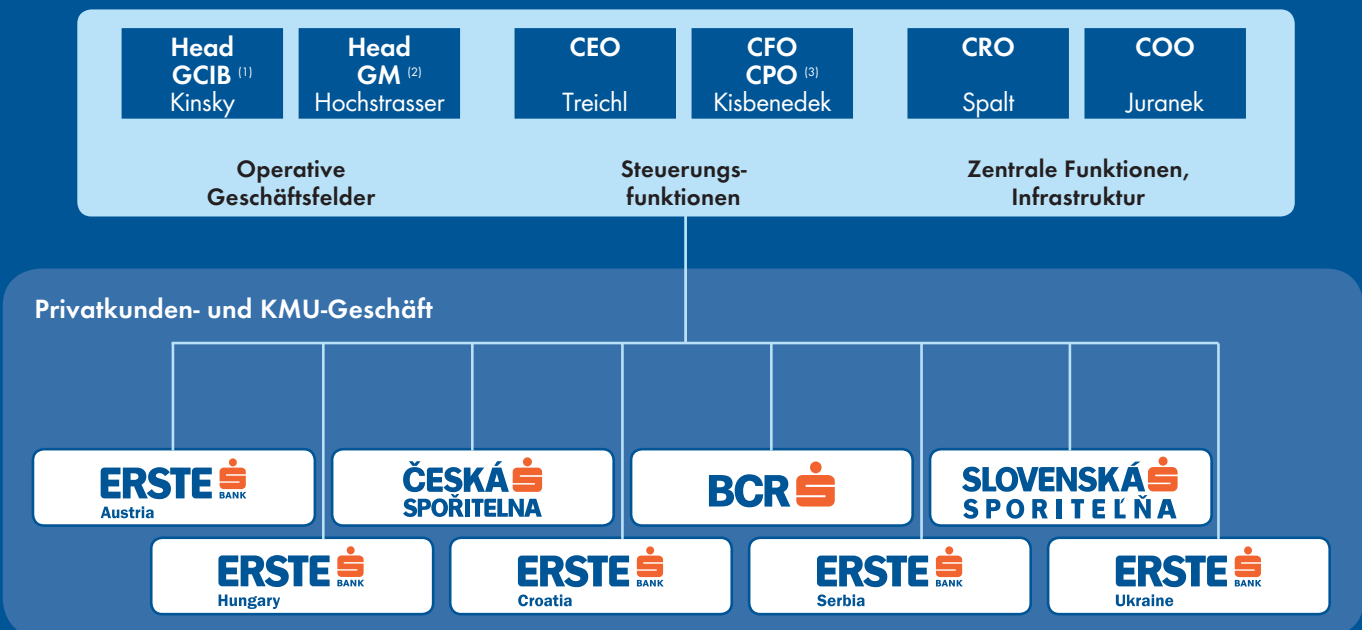 Head
GCIB (1)
Kinsky
Head
GM (2)
Hochstrasser
CEO
Treichl
CFO
CPO (3)
Kisbenedek
CRO
Spalt
COO
Juranek
Operative
Geschäftsfelder
Steuerungs-
funktionen
Zentrale Funktionen,
Infrastruktur
Privatkunden- und KMU-Geschäft
ERSTE BANK
Austria
ČESKÁ
SPOŘITELNA
BCR
SLOVENSKÁ
SPORITEĽŇA
ERSTE BANK
Hungary
ERSTE BANK
Croatia
ERSTE BANK
Serbia
ERSTE BANK
Ukraine